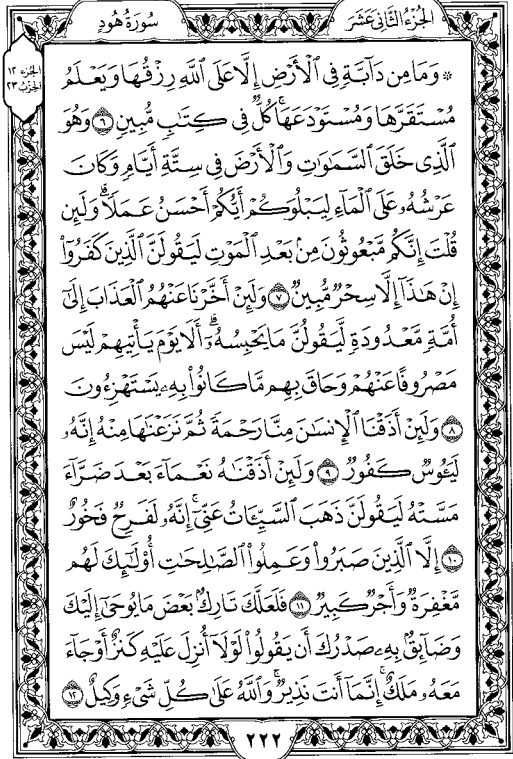 الجزء الثاني عشر
سورة هود
الجزء ١٢
الحزب ٢٣
۞ وَمَا مِن دَآبَّةٍ فِي ٱلْأَرْضِ إِلَّا عَلَى ٱللَّهِ رِزْقُهَا وَيَعْلَمُ
مُسْتَقَرَّهَا وَمُسْتَوْدَعَهَاۚ كُلٌّ فِي كِتَٰبٍ مُّبِينٍ ٦ وَهُوَ
ٱلَّذِي خَلَقَ ٱلسَّمَٰوَٰتِ وَٱلْأَرْضَ فِي سِتَّةِ أَيَّامٍ وَكَانَ
عَرْشُهُۥ عَلَى ٱلْمَآءِ لِيَبْلُوَكُمْ أَيُّكُمْ أَحْسَنُ عَمَلًاۗ وَلَئِن
قُلْتَ إِنَّكُم مَّبْعُوثُونَ مِنۢ بَعْدِ ٱلْمَوْتِ لَيَقُولَنَّ ٱلَّذِينَ كَفَرُوٓاْ
إِنْ هَٰذَآ إِلَّا سِحْرٌ مُّبِينٌ ٧ وَلَئِنْ أَخَّرْنَا عَنْهُمُ ٱلْعَذَابَ إِلَىٰٓ
أُمَّةٍ مَّعْدُودَةٍ لَّيَقُولُنَّ مَا يَحْبِسُهُۥٓۗ أَلَا يَوْمَ يَأْتِيهِمْ لَيْسَ
مَصْرُوفًا عَنْهُمْ وَحَاقَ بِهِم مَّا كَانُواْ بِهِۦ يَسْتَهْزِءُونَ
٨ وَلَئِنْ أَذَقْنَا ٱلْإِنسَٰنَ مِنَّا رَحْمَةً ثُمَّ نَزَعْنَٰهَا مِنْهُ إِنَّهُۥ
لَيَـُٔوسٌ كَفُورٌ ٩ وَلَئِنْ أَذَقْنَٰهُ نَعْمَآءَ بَعْدَ ضَرَّآءَ
مَسَّتْهُ لَيَقُولَنَّ ذَهَبَ ٱلسَّيِّـَٔاتُ عَنِّيٓۚ إِنَّهُۥ لَفَرِحٌ فَخُورٌ
١٠ إِلَّا ٱلَّذِينَ صَبَرُواْ وَعَمِلُواْ ٱلصَّٰلِحَٰتِ أُوْلَٰٓئِكَ لَهُم
مَّغْفِرَةٌ وَأَجْرٌ كَبِيرٌ ١١ فَلَعَلَّكَ تَارِكٌۢ بَعْضَ مَا يُوحَىٰٓ إِلَيْكَ
وَضَآئِقٌۢ بِهِۦ صَدْرُكَ أَن يَقُولُواْ لَوْلَآ أُنزِلَ عَلَيْهِ كَنزٌ أَوْ جَآءَ
مَعَهُۥ مَلَكٌۚ إِنَّمَآ أَنتَ نَذِيرٌۚ وَٱللَّهُ عَلَىٰ كُلِّ شَيْءٍ وَكِيلٌ ١٢
٢٢٢